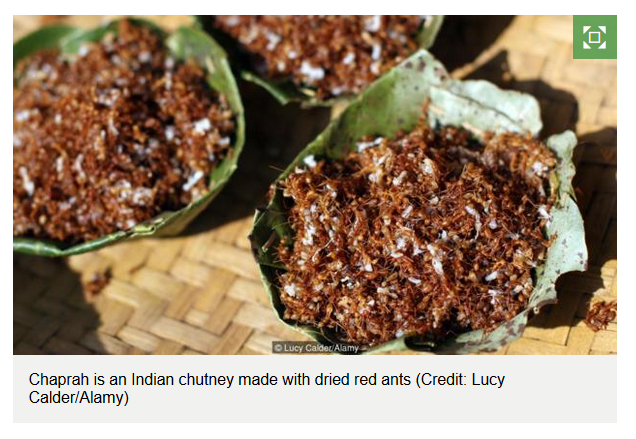 © Lucy Calder/Alamy
Chaprah is an Indian chutney made with dried red ants (Credit: Lucy
Calder/Alamy)